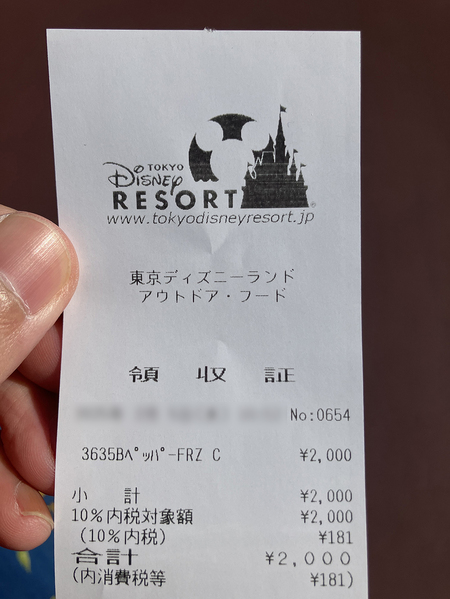 TOKYO
Disney
RESORT
www.tokyodisneyresort.jp
東京ディズニーランド
アウトドア・フード
領 収 証
No:0654
3635BﾍﾟｯﾊﾟｰFRZ C ¥2,000
小 計 ¥2,000
10%内税対象額 ¥2,000
(10%内税) ¥181
合計 ¥2,000
(内消費税等 ¥181)